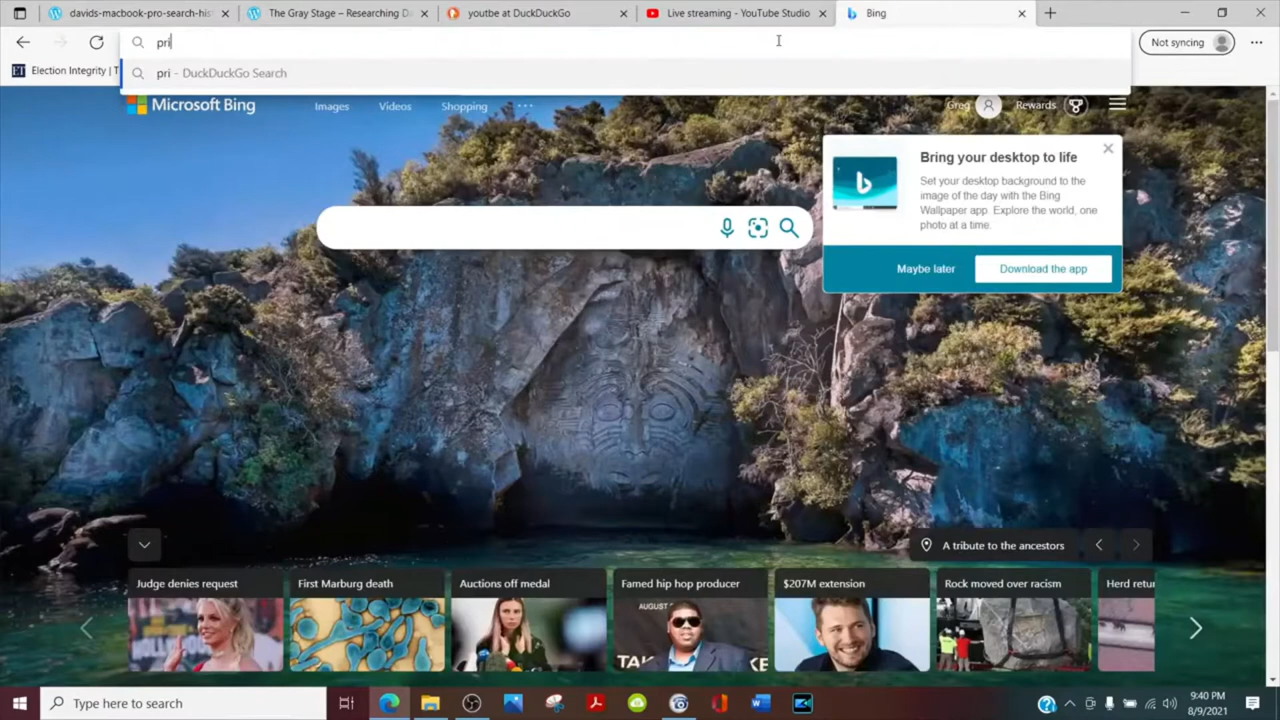 davids-macbook-pro-search-his
The Gray Stage – Researching Da
youtbe at DuckDuckGo
Live streaming - YouTube Studio
Bing
pri
Not syncing
Election Integrity | T
pri - DuckDuckGo Search
Microsoft Bing
Images
Videos
Shopping
Greg
Rewards
Bring your desktop to life
Set your desktop background to the
image of the day with the Bing
Wallpaper app. Explore the world, one
photo at a time.
Maybe later
Download the app
A tribute to the ancestors
Judge denies request
First Marburg death
Auctions off medal
Famed hip hop producer
$207M extension
Rock moved over racism
Herd retur
AUGUST
TAK
KE
Type here to search
9:40 PM
8/9/2021